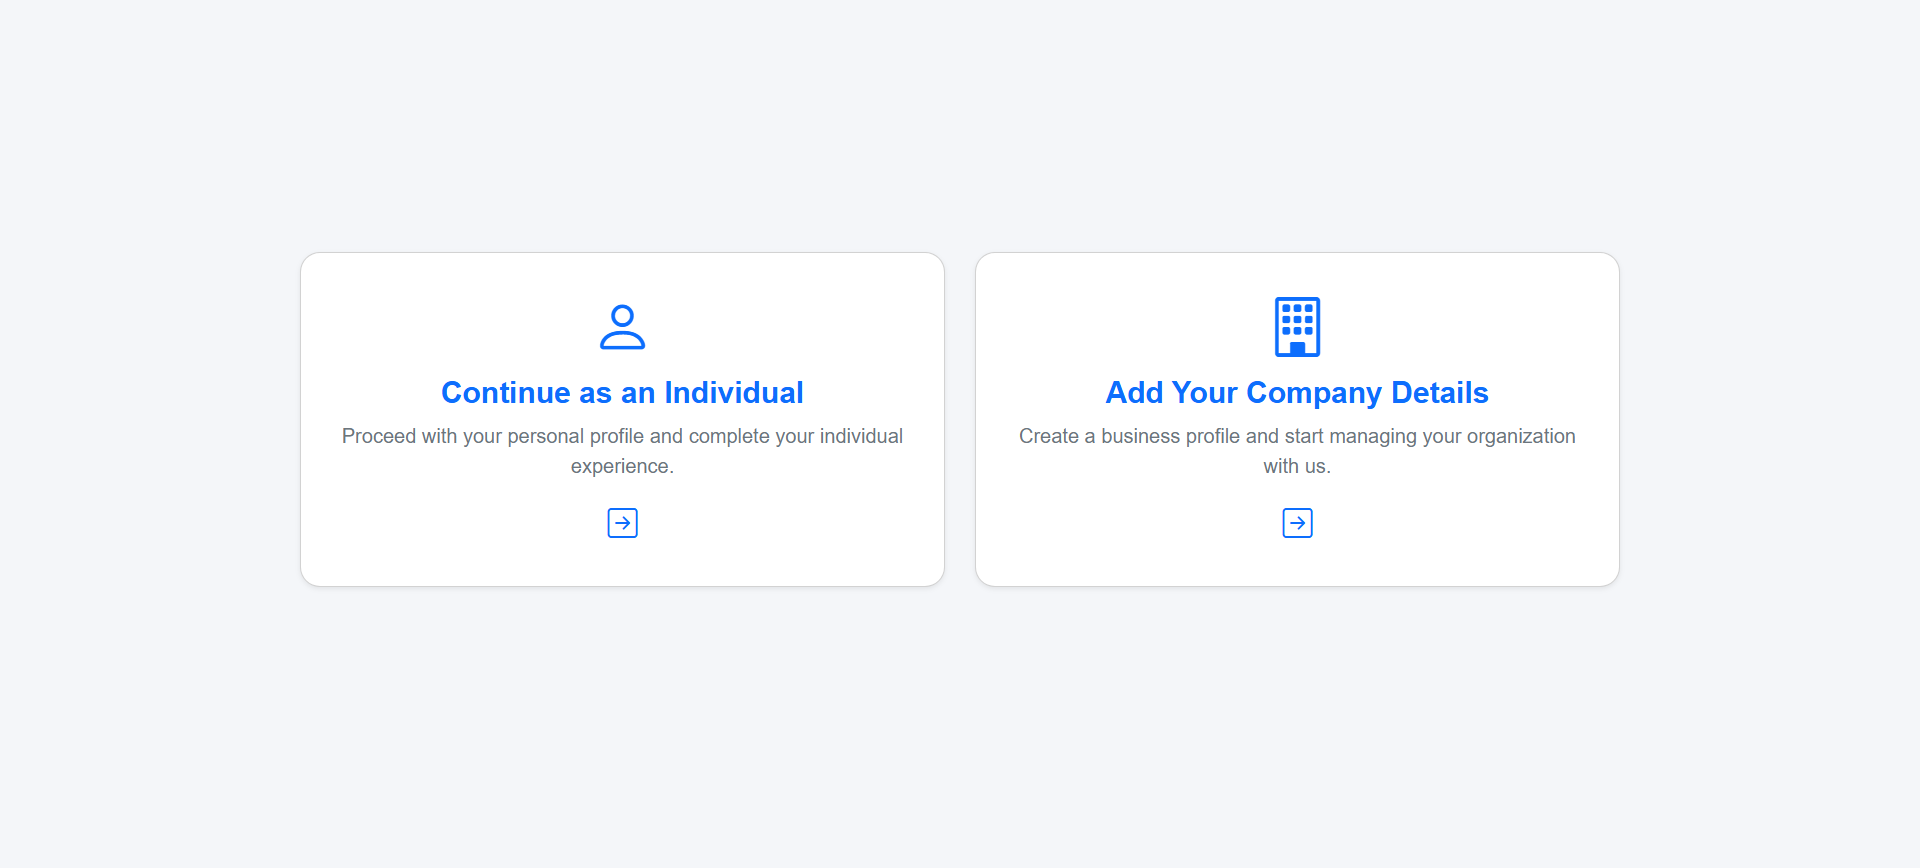 Continue as an Individual
Proceed with your personal profile and complete your individual
experience.
Add Your Company Details
Create a business profile and start managing your organization
with us.